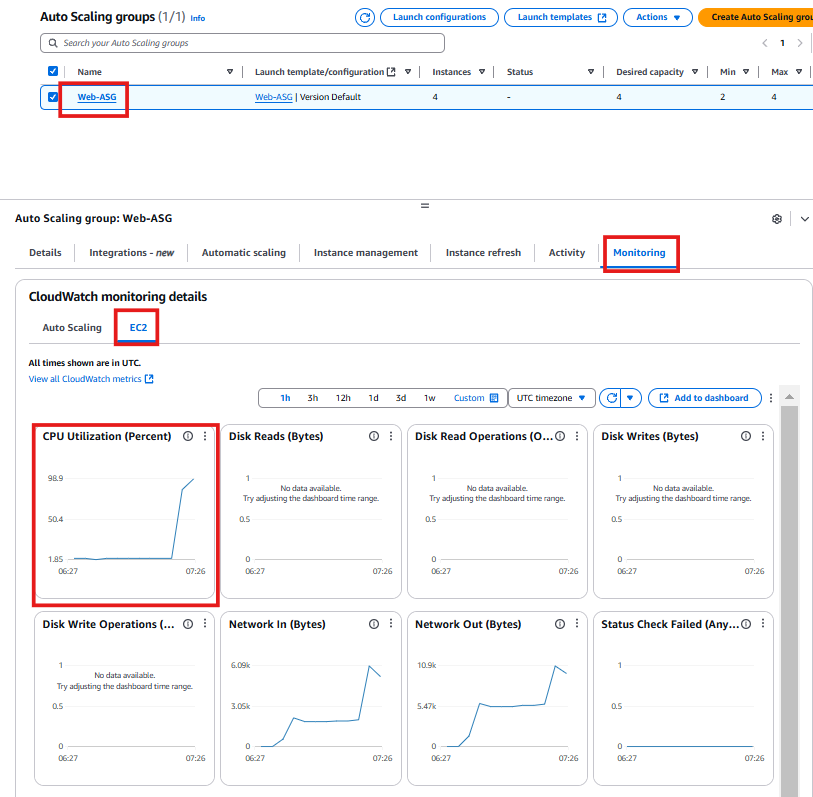 Auto Scaling groups (1/1) Info
Launch configurations
Launch templates
Actions
Create Auto Scaling grou
Search your Auto Scaling groups
1
Name
Launch template/configuration
Instances
Status
Desired capacity
Min
Max
Web-ASG
Web-ASG | Version Default
4
-
4
2
4
Auto Scaling group: Web-ASG
Details
Integrations - new
Automatic scaling
Instance management
Instance refresh
Activity
Monitoring
CloudWatch monitoring details
Auto Scaling
EC2
All times shown are in UTC.
View all CloudWatch metrics
1h
3h
12h
1d
3d
1w
Custom
UTC timezone
Add to dashboard
CPU Utilization (Percent)
98.9
50.4
1.85
06:27
07:26
Disk Reads (Bytes)
1
No data available.
Try adjusting the dashboard time range.
0.5
0
06:27
07:26
Disk Read Operations (O...
1
No data available.
Try adjusting the dashboard time range.
0.5
0
06:27
07:26
Disk Writes (Bytes)
1
No data available.
Try adjusting the dashboard time range.
0.5
0
06:27
07:26
Disk Write Operations (...
1
No data available.
Try adjusting the dashboard time range.
0.5
0
06:27
07:26
Network In (Bytes)
6.09k
3.05k
0
06:27
07:26
Network Out (Bytes)
10.9k
5.47k
0
06:27
07:26
Status Check Failed (Any...
1
0.5
0
06:27
07:26